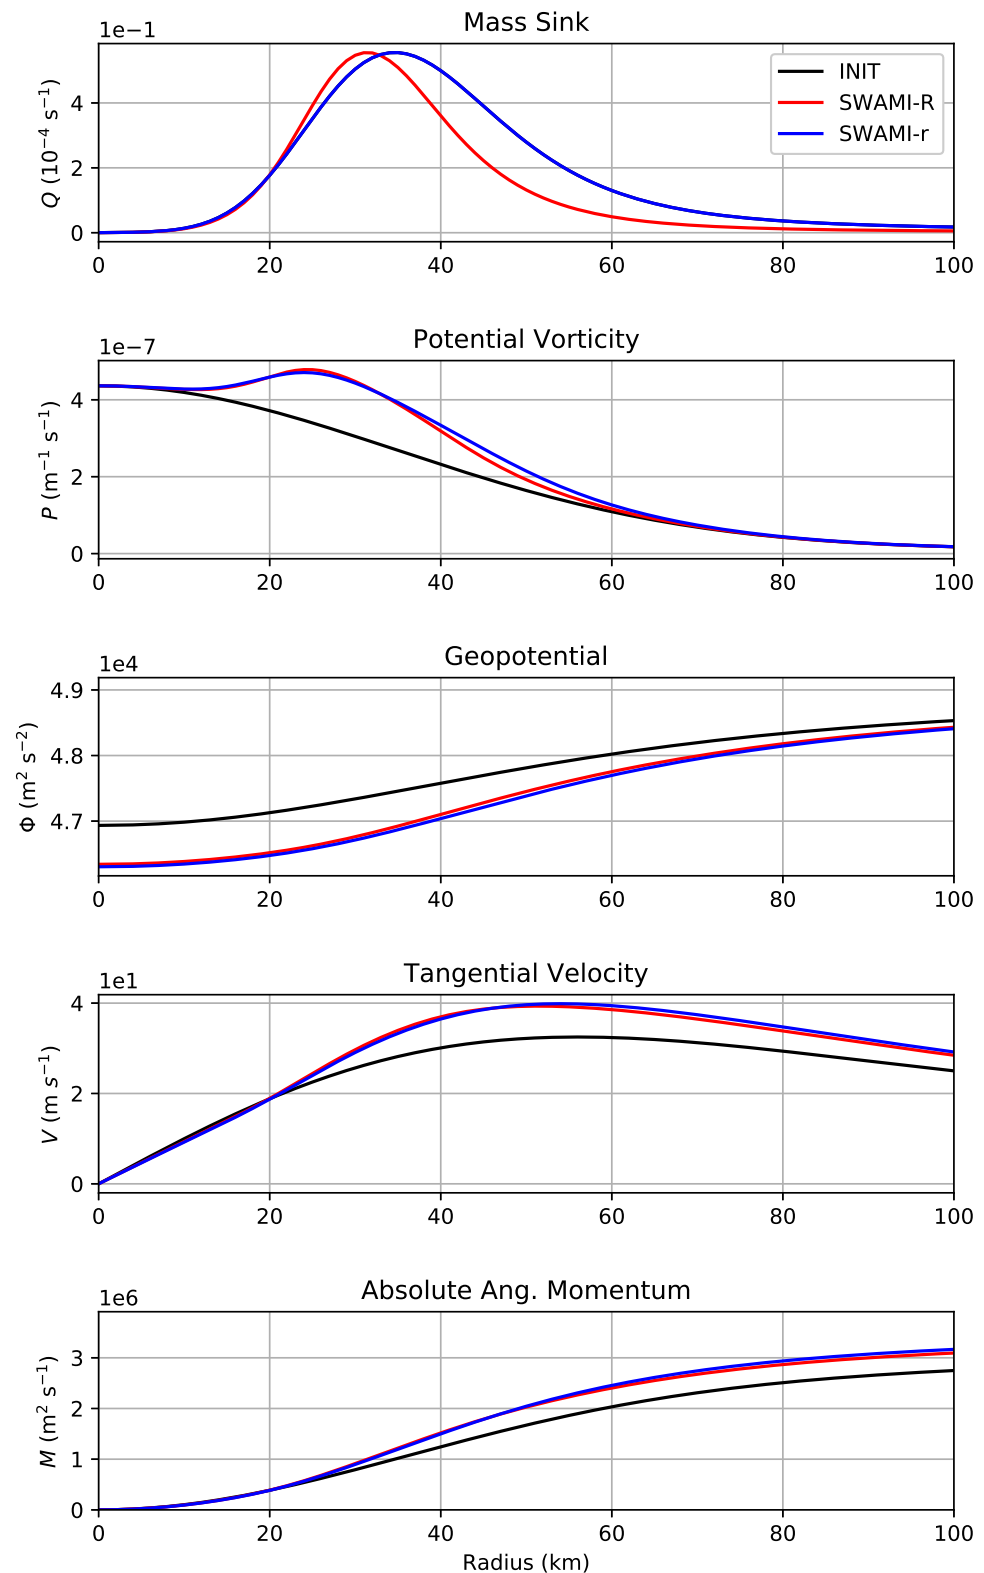 Mass Sink
1e−1
Q (10⁻⁴ s⁻¹)
4
2
0
INIT
SWAMI-R
SWAMI-r
0 20 40 60 80 100
Potential Vorticity
1e−7
P (m⁻¹ s⁻¹)
4
2
0
0 20 40 60 80 100
Geopotential
1e4
Φ (m² s⁻²)
4.9
4.8
4.7
0 20 40 60 80 100
Tangential Velocity
1e1
V (m s⁻¹)
4
2
0
0 20 40 60 80 100
Absolute Ang. Momentum
1e6
M (m² s⁻¹)
3
2
1
0
0 20 40 60 80 100
Radius (km)